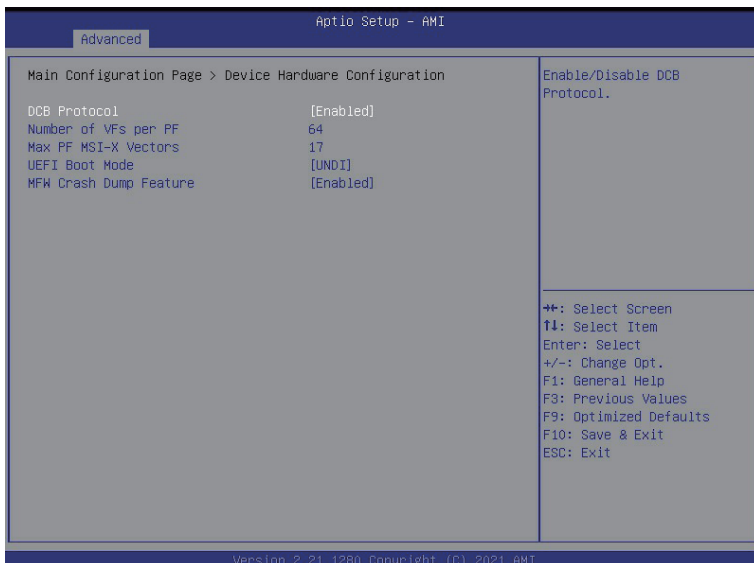 Aptio Setup – AMI
Advanced
Main Configuration Page > Device Hardware Configuration
DCB Protocol [Enabled]
Number of VFs per PF 64
Max PF MSI-X Vectors 17
UEFI Boot Mode [UNDI]
MFW Crash Dump Feature [Enabled]
Enable/Disable DCB
Protocol.
→←: Select Screen
↑↓: Select Item
Enter: Select
+/-: Change Opt.
F1: General Help
F3: Previous Values
F9: Optimized Defaults
F10: Save & Exit
ESC: Exit
Version 2.21.1280 Copyright (C) 2021 AMI